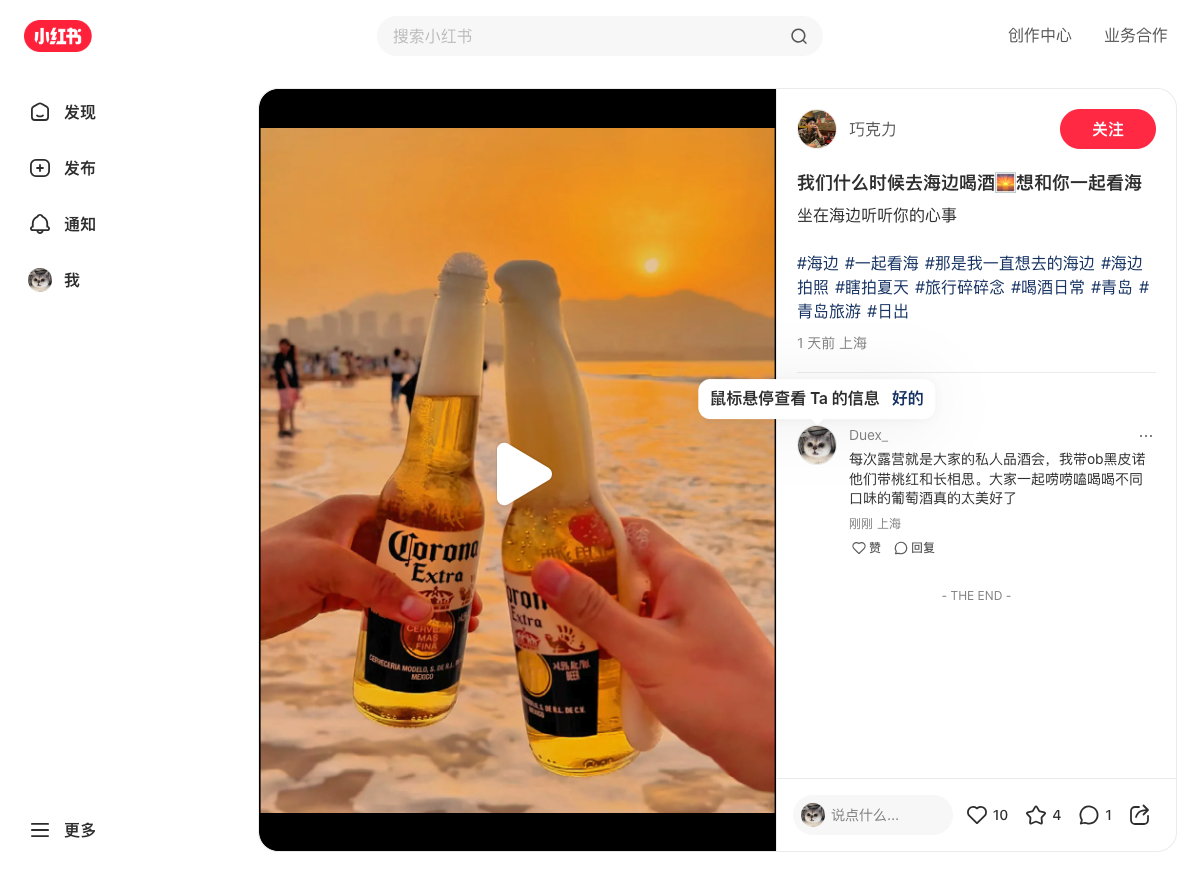 小红书
搜索小红书
创作中心
业务合作
发现
发布
通知
我
更多
Corona
Extra
CERVE
MAS
FINA
CERVECERIA MODELO, S. DE R.L.
MEXICO
orona
Extra
4.5% Alc./Vol.
BEER
S. DE R.L. DE C.V.
巧克力
关注
我们什么时候去海边喝酒🌅想和你一起看海
坐在海边听听你的心事
#海边 #一起看海 #那是我一直想去的海边 #海边
拍照 #瞎拍夏天 #旅行碎碎念 #喝酒日常 #青岛 #
青岛旅游 #日出
1 天前 上海
鼠标悬停查看 Ta 的信息 好的
Duex_
每次露营就是大家的私人品酒会，我带ob黑皮诺
他们带桃红和长相思。大家一起唠唠嗑喝喝不同
口味的葡萄酒真的太美好了
刚刚 上海
赞 回复
- THE END -
说点什么...
10
4
1